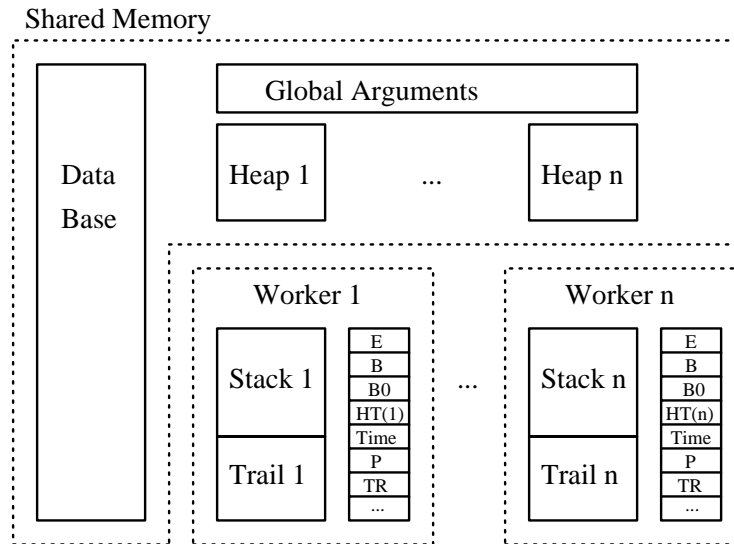 Shared Memory
Global Arguments
Data
Base
Heap 1
...
Heap n
Worker 1
Worker n
Stack 1
Trail 1
E
B
B0
HT(1)
Time
P
TR
...
...
Stack n
Trail n
E
B
B0
HT(n)
Time
P
TR
...